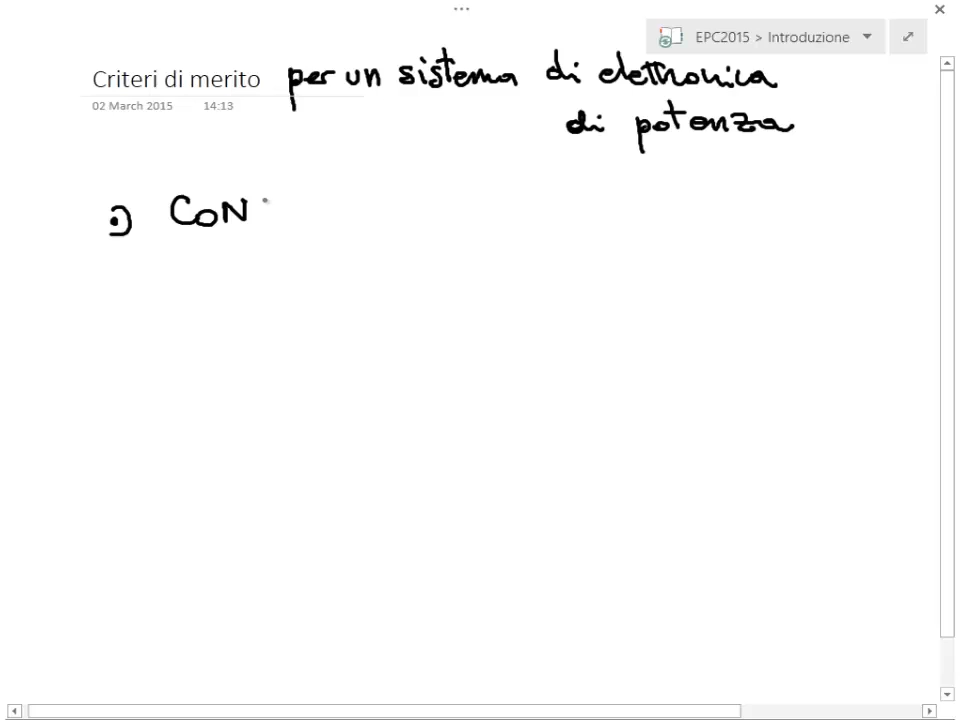 EPC2015 > Introduzione
Criteri di merito per un sistema di elettronica
di potenza
02 March 2015 14:13
CON